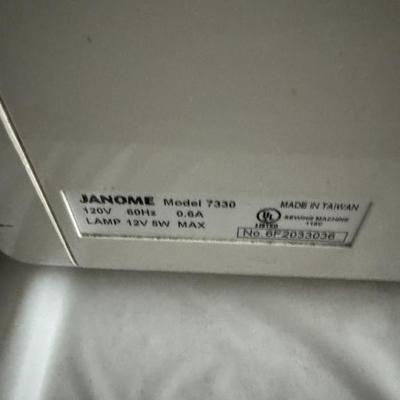 JANOME Model 7330
120V 60Hz 0.6A
LAMP 12V 5W MAX
MADE IN TAIWAN
UL
LISTED
SEWING MACHINE
No. 6F2033036